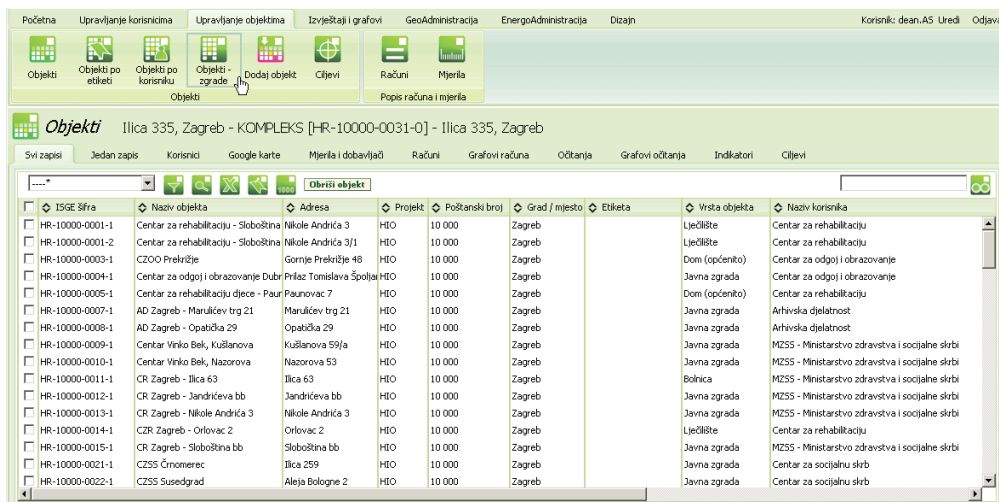 Početna Upravljanje korisnicima Upravljanje objektima Izvještaji i grafovi GeoAdministracija EnergoAdministracija Dizajn Korisnik: dean.AS Uredi Odjava
Objekti Objekti po etiketi Objekti po korisniku Objekti - zgrade Dodaj objekt Ciljevi Računi Mjerila
Objekti Popis računa i mjerila
Objekti Ilica 335, Zagreb - KOMPLEKS [HR-10000-0031-0] - Ilica 335, Zagreb
Svi zapisi Jedan zapis Korisnici Google karte Mjerila i dobavljači Računi Grafovi računa Očitanja Grafovi očitanja Indikatori Ciljevi
----* 1000 Obriši objekt
ISGE šifra Naziv objekta Adresa Projekt Poštanski broj Grad / mjesto Etiketa Vrsta objekta Naziv korisnika
HR-10000-0001-1 Centar za rehabilitaciju - Sloboština Nikole Andrića 3 HIO 10 000 Zagreb Lječilište Centar za rehabilitaciju
HR-10000-0001-2 Centar za rehabilitaciju - Sloboština Nikole Andrića 3/1 HIO 10 000 Zagreb Lječilište Centar za rehabilitaciju
HR-10000-0003-1 CZOO Prekrižje Gornje Prekrižje 48 HIO 10 000 Zagreb Dom (općenito) Centar za odgoj i obrazovanje
HR-10000-0004-1 Centar za odgoj i obrazovanje Dubr Prilaz Tomislava Špoljar HIO 10 000 Zagreb Javna zgrada Centar za odgoj i obrazovanje
HR-10000-0005-1 Centar za rehabilitaciju djece - Paun Paunovac 7 HIO 10 000 Zagreb Dom (općenito) Centar za rehabilitaciju
HR-10000-0007-1 AD Zagreb - Marulićev trg 21 Marulićev trg 21 HIO 10 000 Zagreb Javna zgrada Arhivska djelatnost
HR-10000-0008-1 AD Zagreb - Opatička 29 Opatička 29 HIO 10 000 Zagreb Javna zgrada Arhivska djelatnost
HR-10000-0009-1 Centar Vinko Bek, Kušlanova Kušlanova 59/a HIO 10 000 Zagreb Javna zgrada MZSS - Ministarstvo zdravstva i socijalne skrbi
HR-10000-0010-1 Centar Vinko Bek, Nazorova Nazorova 53 HIO 10 000 Zagreb Javna zgrada MZSS - Ministarstvo zdravstva i socijalne skrbi
HR-10000-0011-1 CR Zagreb - Ilica 63 Ilica 63 HIO 10 000 Zagreb Bolnica MZSS - Ministarstvo zdravstva i socijalne skrbi
HR-10000-0012-1 CR Zagreb - Jandrićeva bb Jandrićeva bb HIO 10 000 Zagreb Javna zgrada MZSS - Ministarstvo zdravstva i socijalne skrbi
HR-10000-0013-1 CR Zagreb - Nikole Andrića 3 Nikole Andrića 3 HIO 10 000 Zagreb Javna zgrada MZSS - Ministarstvo zdravstva i socijalne skrbi
HR-10000-0014-1 CZR Zagreb - Orlovac 2 Orlovac 2 HIO 10 000 Zagreb Lječilište Centar za rehabilitaciju
HR-10000-0015-1 CR Zagreb - Sloboština bb Sloboština bb HIO 10 000 Zagreb Javna zgrada MZSS - Ministarstvo zdravstva i socijalne skrbi
HR-10000-0021-1 CZSS Črnomerec Ilica 259 HIO 10 000 Zagreb Javna zgrada Centar za socijalnu skrb
HR-10000-0022-1 CZSS Susedgrad Aleja Bologne 2 HIO 10 000 Zagreb Javna zgrada Centar za socijalnu skrb